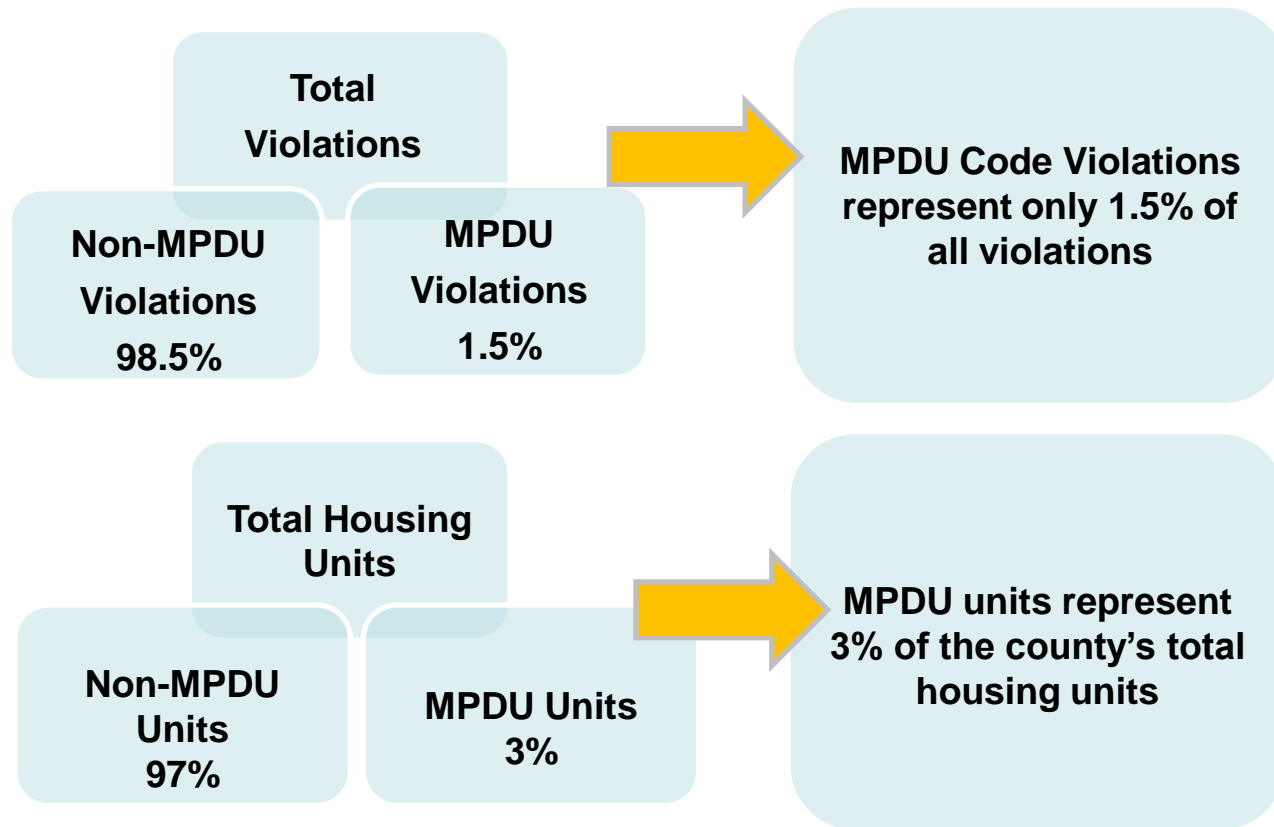 Total
Violations
Non-MPDU
Violations
98.5%
MPDU
Violations
1.5%
MPDU Code Violations
represent only 1.5% of
all violations
Total Housing
Units
Non-MPDU
Units
97%
MPDU Units
3%
MPDU units represent
3% of the county's total
housing units